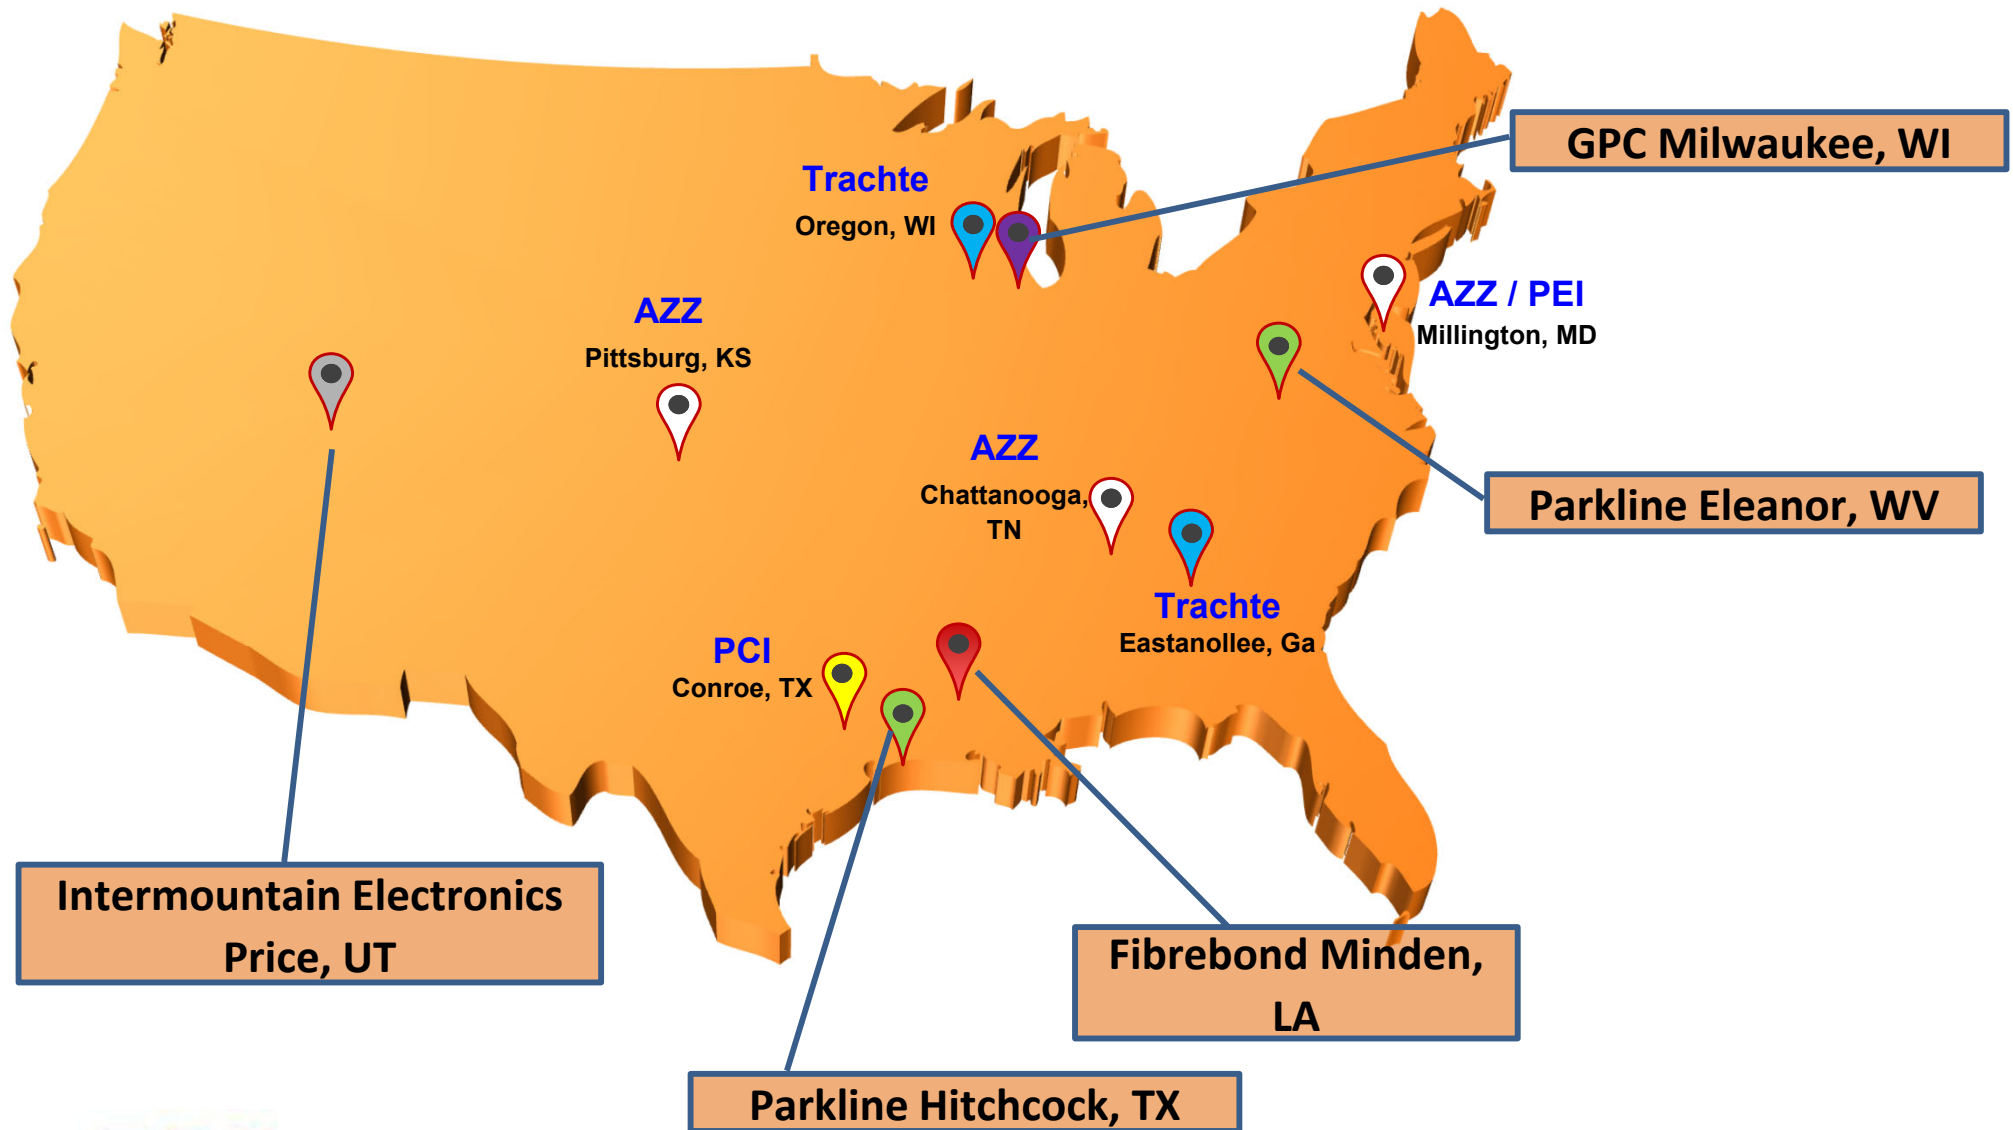 GPC Milwaukee, WI
Trachte
Oregon, WI
AZZ / PEI
Millington, MD
AZZ
Pittsburg, KS
AZZ
Chattanooga,
TN
Parkline Eleanor, WV
Trachte
Eastanollee, Ga
PCI
Conroe, TX
Intermountain Electronics
Price, UT
Fibrebond Minden,
LA
Parkline Hitchcock, TX